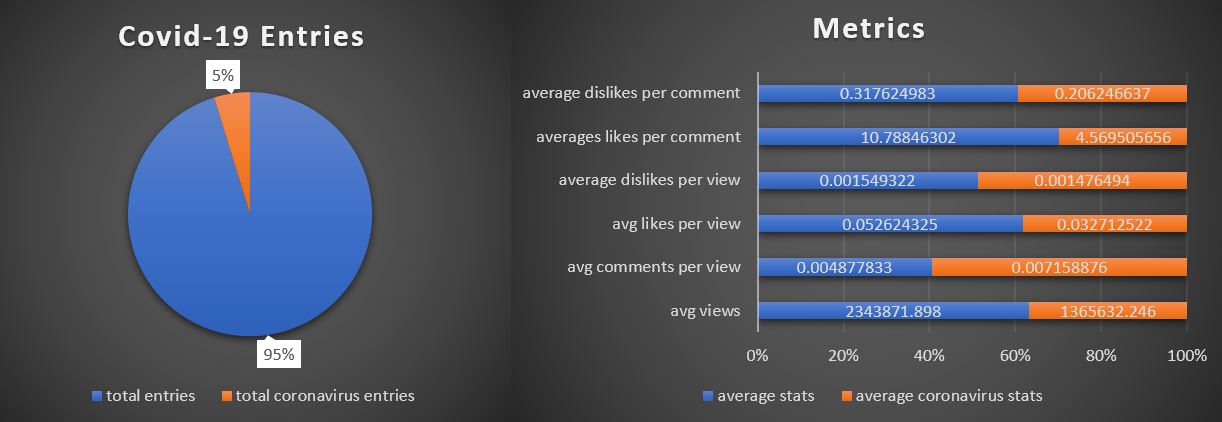 Covid-19 Entries
5%
95%
total entries
total coronavirus entries
Metrics
average dislikes per comment
0.317624983
0.206246637
averages likes per comment
10.78846302
4.569505656
average dislikes per view
0.001549322
0.001476494
avg likes per view
0.052624325
0.032712522
avg comments per view
0.004877833
0.007158876
avg views
2343871.898
1365632.246
0%
20%
40%
60%
80%
100%
average stats
average coronavirus stats